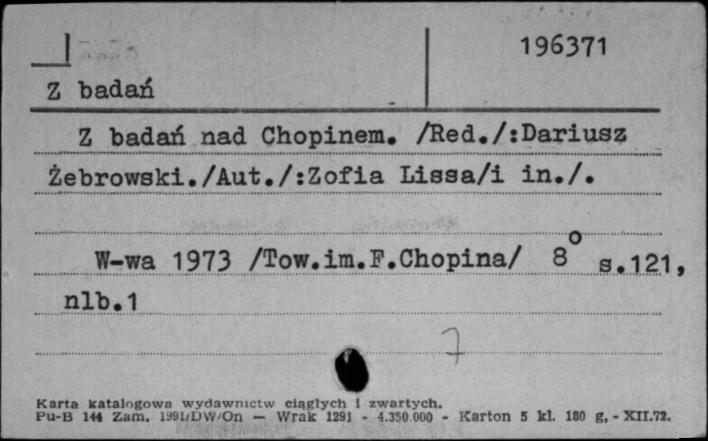 196371
Z badań
Z badań nad Chopinem. /Red./:Dariusz
Żebrowski./Aut./:Zofia Lissa/i in./.
W-wa 1973 /Tow.im.F.Chopina/ 8° s.121,
nlb.1
7
Karta katalogowa wydawnictw ciągłych i zwartych.
Pu-B 144 Zam. 1991/DW/On — Wrak 1291 - 4.350.000 - Karton 5 kl. 180 g, - XII.72.